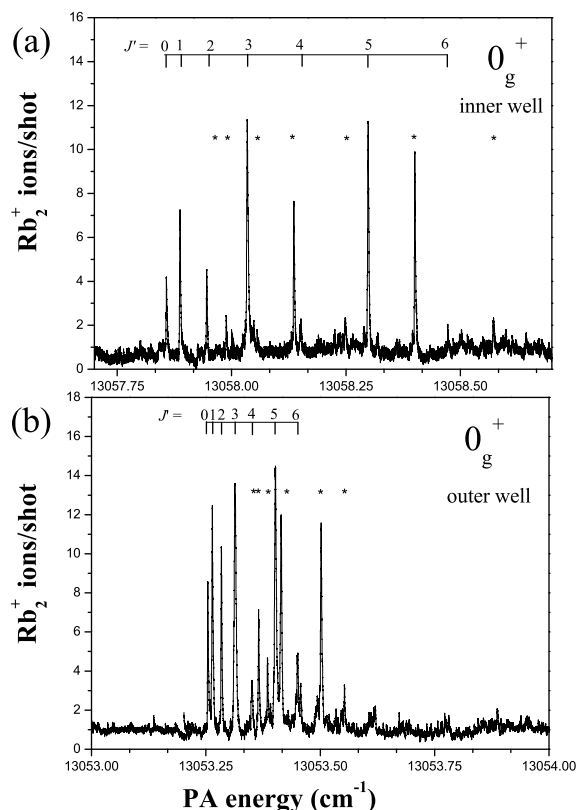 (a)
J' = 0 1 2 3 4 5 6
0g+
inner well
* * * * * * *
Rb2+ ions/shot
16
14
12
10
8
6
4
2
0
13057.75 13058.00 13058.25 13058.50
(b)
J' = 0 1 2 3 4 5 6
0g+
outer well
** * * * *
Rb2+ ions/shot
18
16
14
12
10
8
6
4
2
0
13053.00 13053.25 13053.50 13053.75 13054.00
PA energy (cm-1)